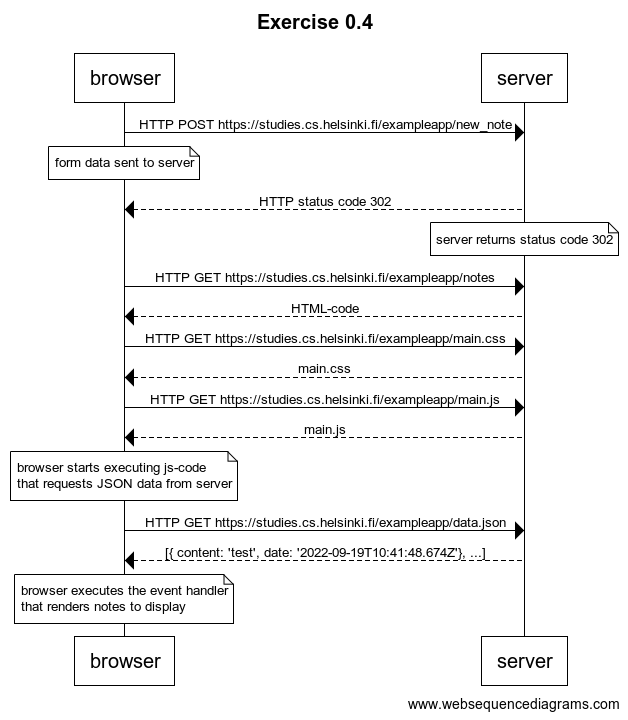 Exercise 0.4
browser
server
HTTP POST https://studies.cs.helsinki.fi/exampleapp/new_note
form data sent to server
HTTP status code 302
server returns status code 302
HTTP GET https://studies.cs.helsinki.fi/exampleapp/notes
HTML-code
HTTP GET https://studies.cs.helsinki.fi/exampleapp/main.css
main.css
HTTP GET https://studies.cs.helsinki.fi/exampleapp/main.js
main.js
browser starts executing js-code
that requests JSON data from server
HTTP GET https://studies.cs.helsinki.fi/exampleapp/data.json
[{ content: 'test', date: '2022-09-19T10:41:48.674Z'}, ...]
browser executes the event handler
that renders notes to display
browser
server
www.websequencediagrams.com